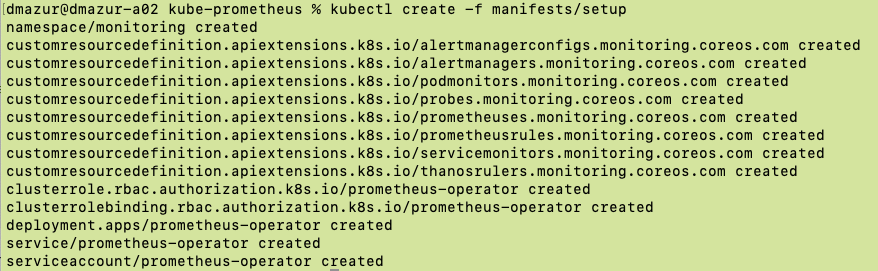 dmazur@dmazur-a02 kube-prometheus % kubectl create -f manifests/setup
namespace/monitoring created
customresourcedefinition.apiextensions.k8s.io/alertmanagerconfigs.monitoring.coreos.com created
customresourcedefinition.apiextensions.k8s.io/alertmanagers.monitoring.coreos.com created
customresourcedefinition.apiextensions.k8s.io/podmonitors.monitoring.coreos.com created
customresourcedefinition.apiextensions.k8s.io/probes.monitoring.coreos.com created
customresourcedefinition.apiextensions.k8s.io/prometheuses.monitoring.coreos.com created
customresourcedefinition.apiextensions.k8s.io/prometheusrules.monitoring.coreos.com created
customresourcedefinition.apiextensions.k8s.io/servicemonitors.monitoring.coreos.com created
customresourcedefinition.apiextensions.k8s.io/thanosrulers.monitoring.coreos.com created
clusterrole.rbac.authorization.k8s.io/prometheus-operator created
clusterrolebinding.rbac.authorization.k8s.io/prometheus-operator created
deployment.apps/prometheus-operator created
service/prometheus-operator created
serviceaccount/prometheus-operator created